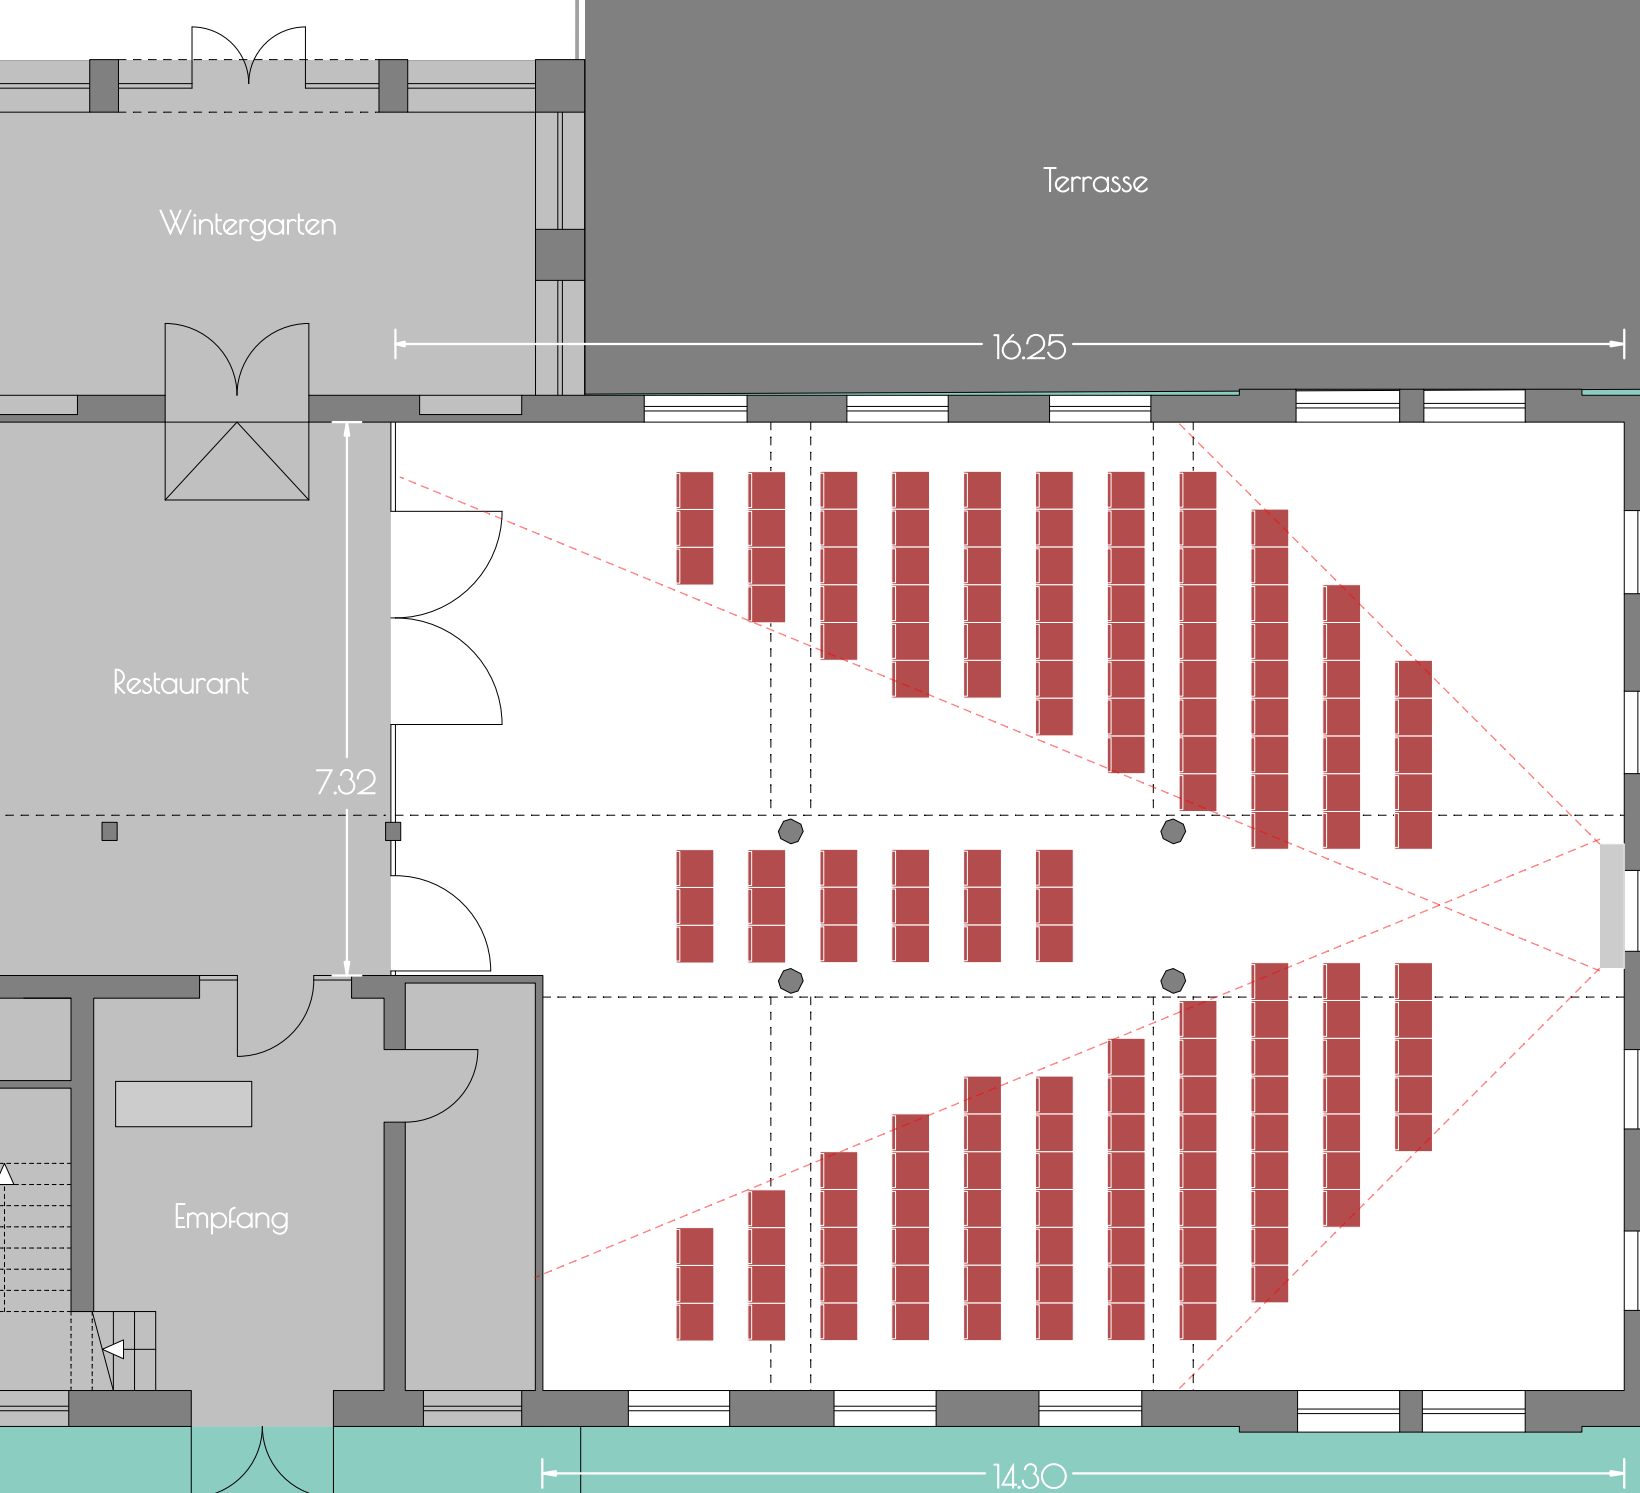 Terrasse
Wintergarten
16.25
Restaurant
7.32
Empfang
14.30